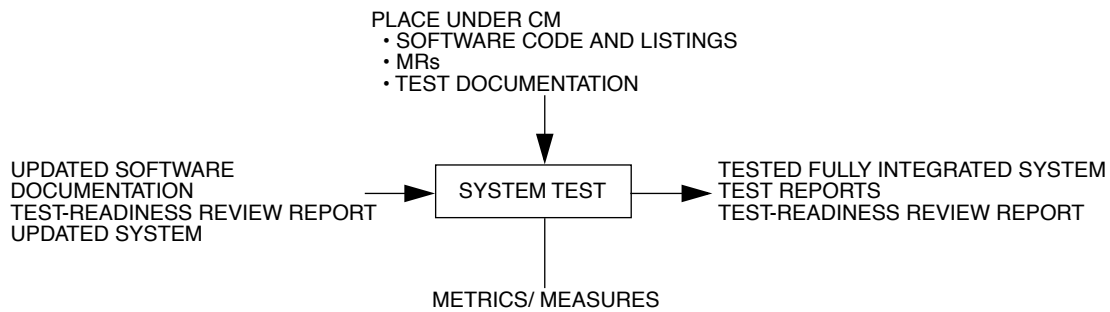 PLACE UNDER CM
• SOFTWARE CODE AND LISTINGS
• MRs
• TEST DOCUMENTATION
UPDATED SOFTWARE
DOCUMENTATION
TEST-READINESS REVIEW REPORT
UPDATED SYSTEM
SYSTEM TEST
TESTED FULLY INTEGRATED SYSTEM
TEST REPORTS
TEST-READINESS REVIEW REPORT
METRICS/ MEASURES